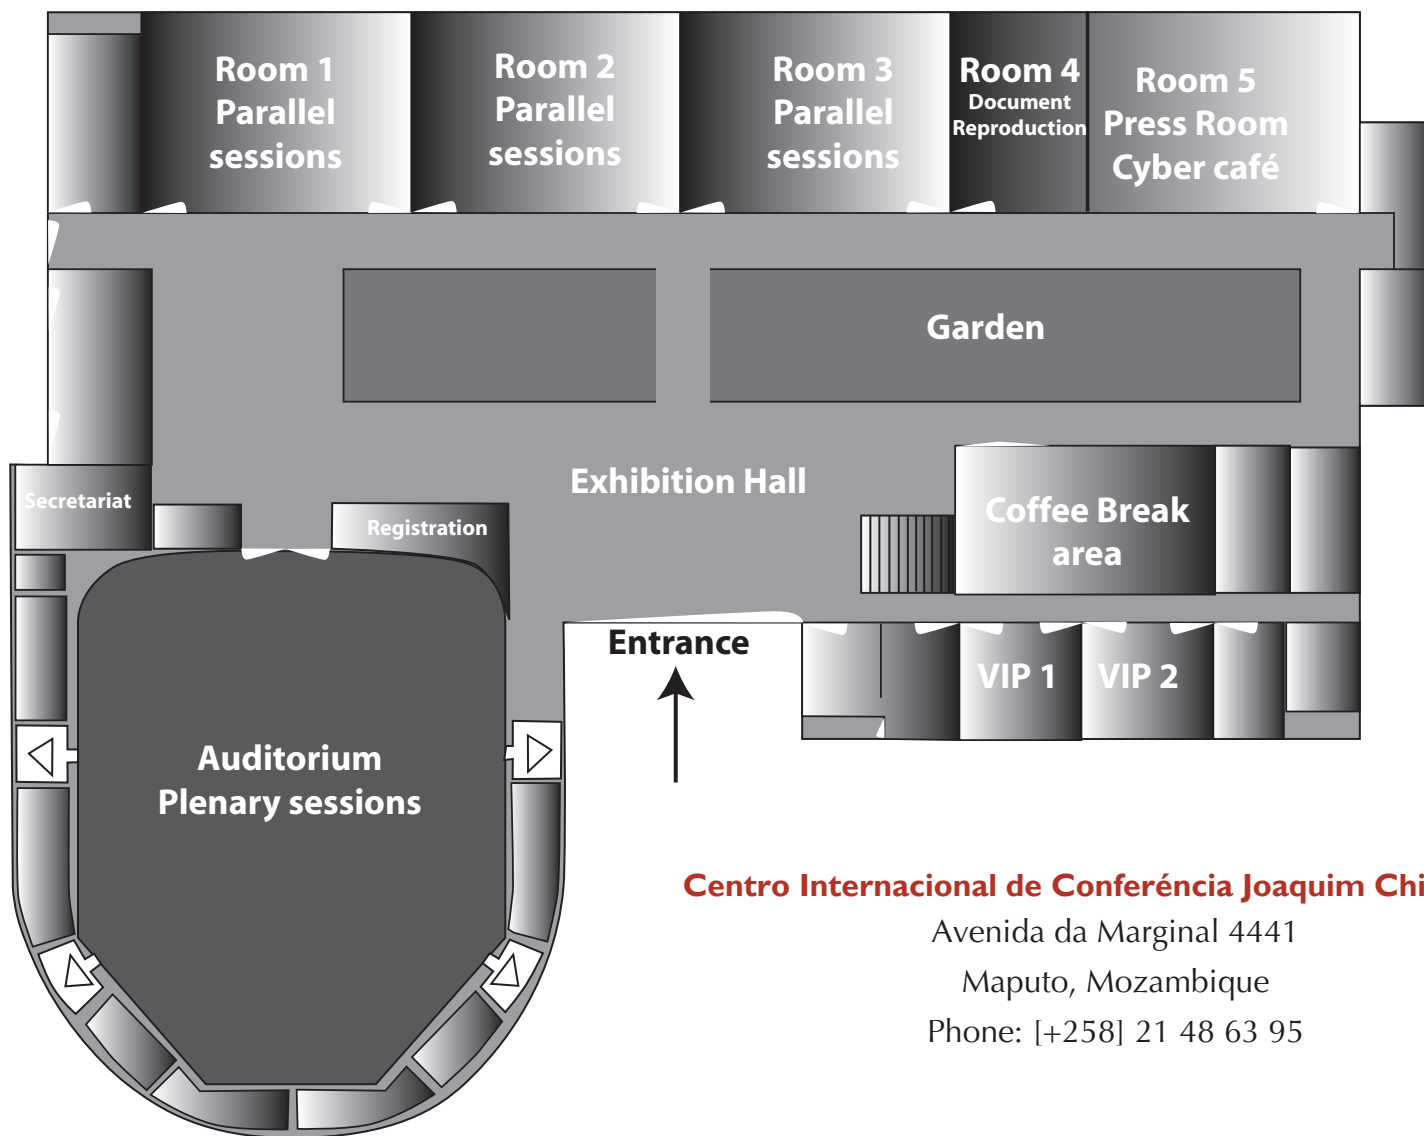 Room 1
Parallel
sessions
Room 2
Parallel
sessions
Room 3
Parallel
sessions
Room 4
Document
Reproduction
Room 5
Press Room
Cyber café
Garden
Exhibition Hall
Secretariat
Registration
Coffee Break
area
Entrance
VIP 1
VIP 2
Auditorium
Plenary sessions
Centro Internacional de Conferéncia Joaquim Chi
Avenida da Marginal 4441
Maputo, Mozambique
Phone: [+258] 21 48 63 95